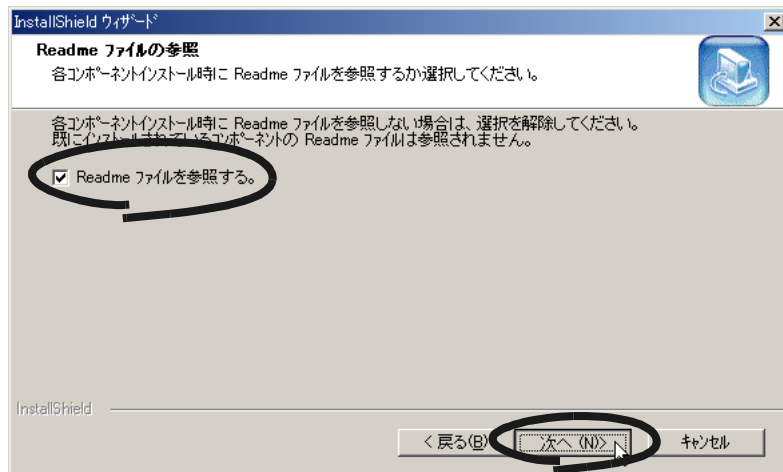 InstallShield ウィザード
Readme ファイルの参照
各コンポーネントインストール時に Readme ファイルを参照するか選択してください。
各コンポーネントインストール時に Readme ファイルを参照しない場合は、選択を解除してください。
既にインストールされているコンポーネントの Readme ファイルは参照されません。
Readme ファイルを参照する。
InstallShield
< 戻る(B)
次へ (N)>
キャンセル